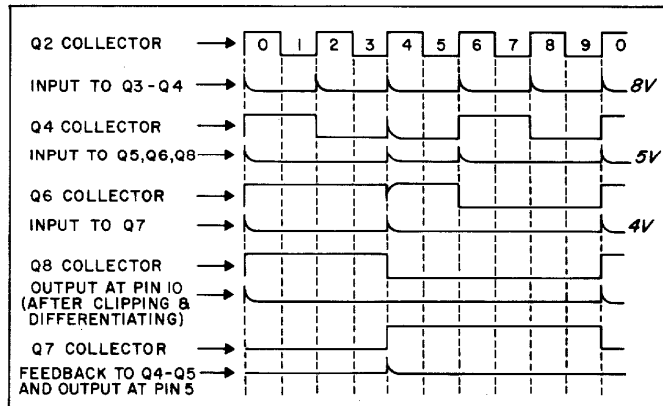 Q2 COLLECTOR
0 1 2 3 4 5 6 7 8 9 0
INPUT TO Q3-Q4
8V
Q4 COLLECTOR
INPUT TO Q5,Q6,Q8
5V
Q6 COLLECTOR
INPUT TO Q7
4V
Q8 COLLECTOR
OUTPUT AT PIN 10
(AFTER CLIPPING &
DIFFERENTIATING)
Q7 COLLECTOR
FEEDBACK TO Q4-Q5
AND OUTPUT AT PIN 5